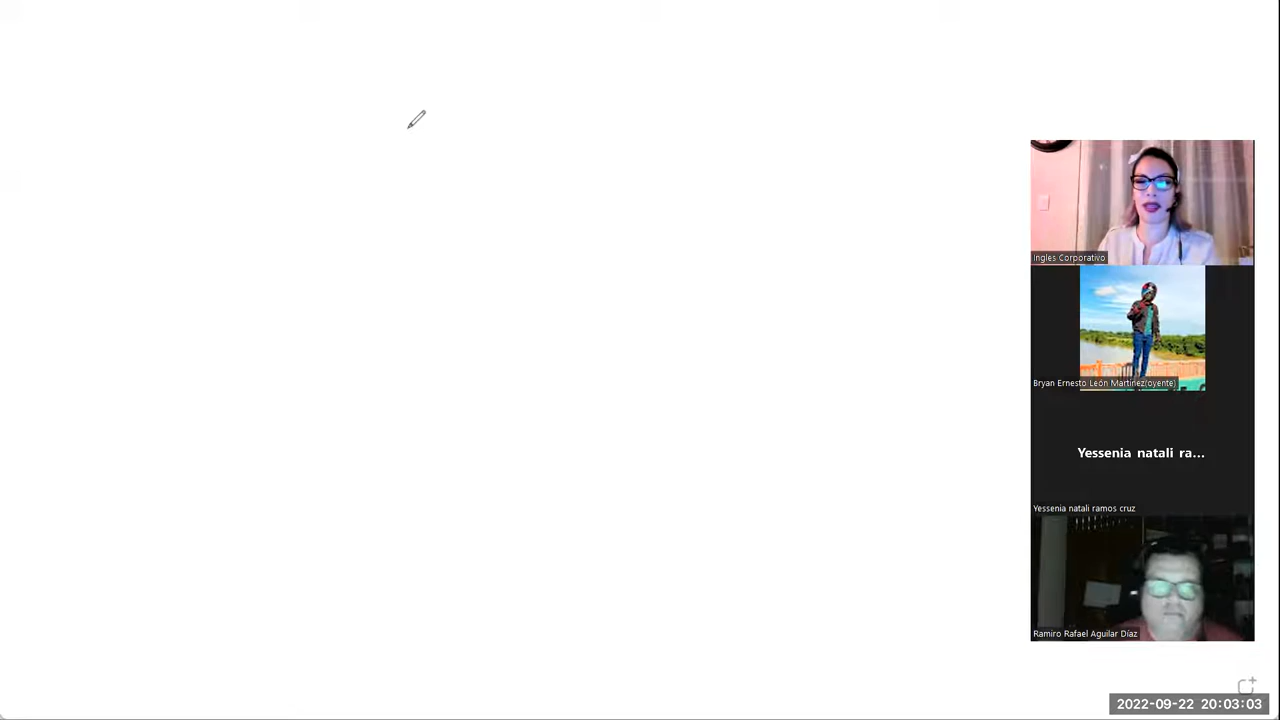 Ingles Corporativo
Bryan Ernesto León Martínez(oyente)
Yessenia natali ra...
Yessenia natali ramos cruz
Ramiro Rafael Aguilar Díaz
2022-09-22 20:03:03